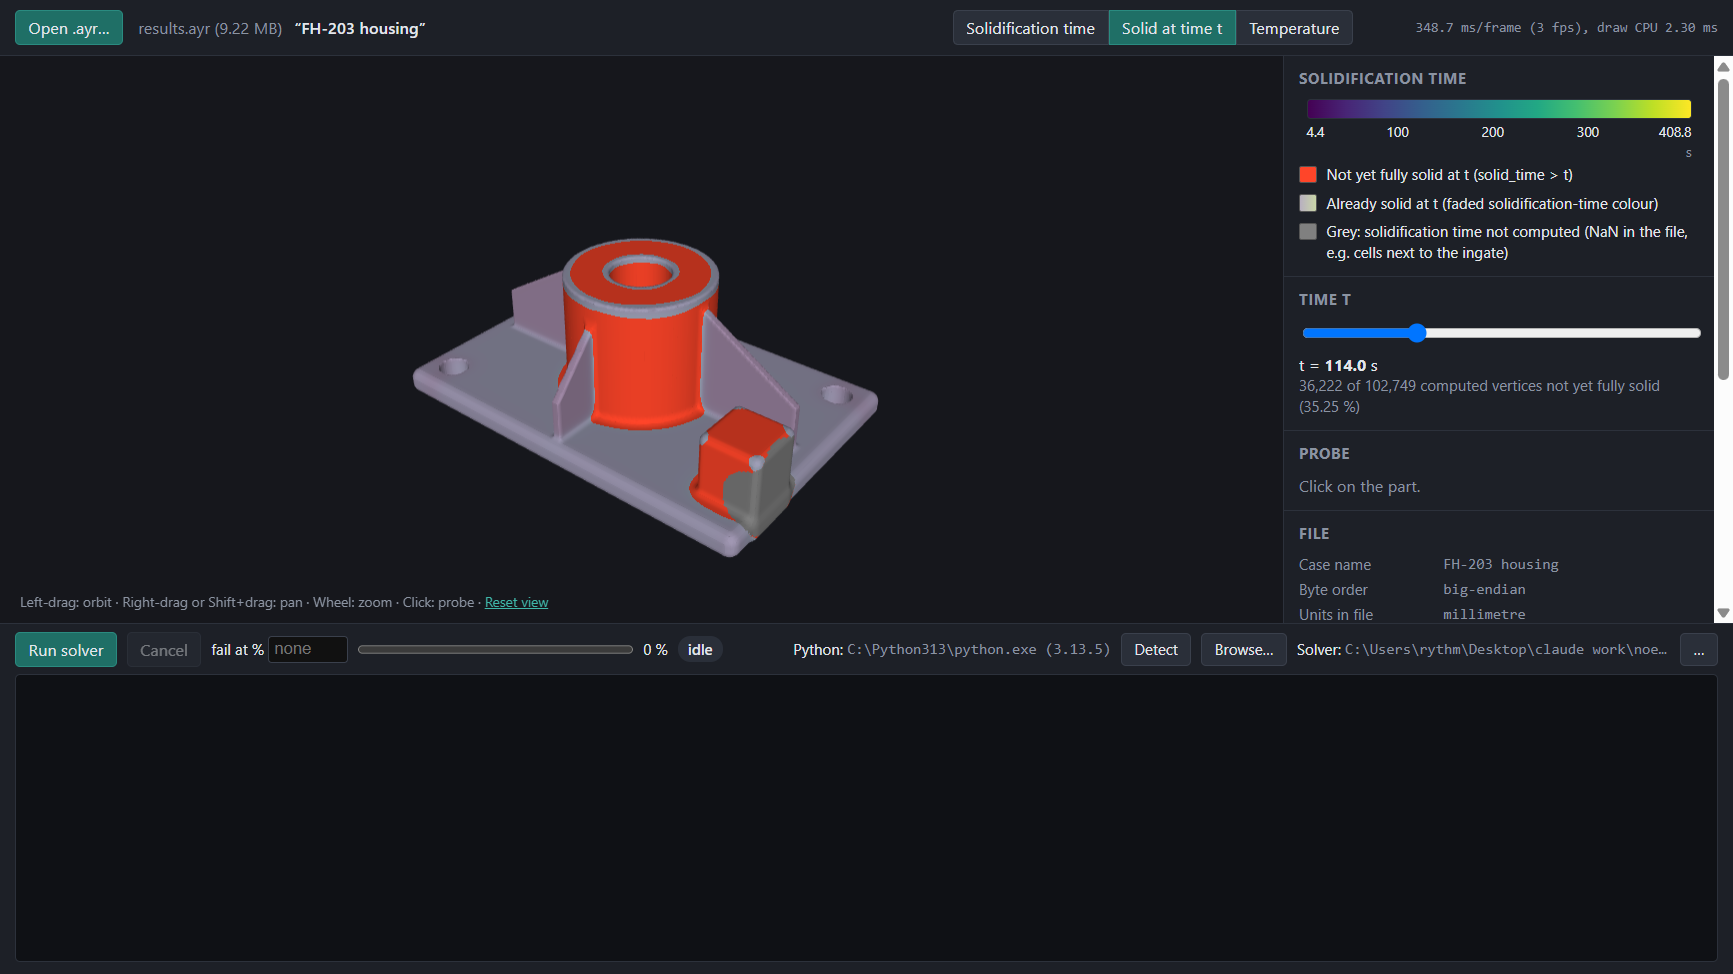 Open .ayr...
results.ayr (9.22 MB)
“FH-203 housing”
Solidification time
Solid at time t
Temperature
348.7 ms/frame (3 fps), draw CPU 2.30 ms
SOLIDIFICATION TIME
4.4 100 200 300 408.8
s
Not yet fully solid at t (solid_time > t)
Already solid at t (faded solidification-time colour)
Grey: solidification time not computed (NaN in the file,
e.g. cells next to the ingate)
TIME T
t = 114.0 s
36,222 of 102,749 computed vertices not yet fully solid
(35.25 %)
PROBE
Click on the part.
FILE
Case name FH-203 housing
Byte order big-endian
Units in file millimetre
Left-drag: orbit · Right-drag or Shift+drag: pan · Wheel: zoom · Click: probe · Reset view
Run solver
Cancel
fail at % none
0 %
idle
Python: C:\Python313\python.exe (3.13.5)
Detect
Browse...
Solver: C:\Users\rythm\Desktop\claude work\noe…
...